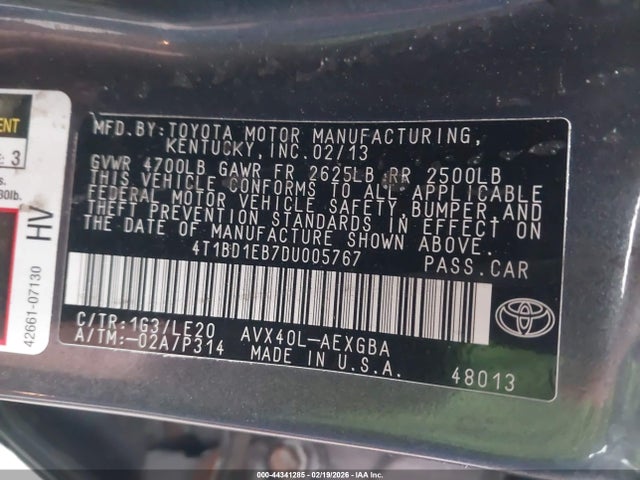 MFD.BY:TOYOTA MOTOR MANUFACTURING,
KENTUCKY,INC.02/13
GVWR 4700LB GAWR FR 2625LB RR 2500LB
THIS VEHICLE CONFORMS TO ALL APPLICABLE
FEDERAL MOTOR VEHICLE SAFETY,BUMPER,AND
THEFT PREVENTION STANDARDS IN EFFECT ON
THE DATE OF MANUFACTURE SHOWN ABOVE.
4T1BD1EB7DU005767 PASS.CAR
C/TR:1G3/LE20 AVX40L-AEXGBA
A/TM:-02A/P314 MADE IN U.S.A.
48013
3
HV
42661-07130
000-44341285 - 02/19/2026 - IAA Inc.